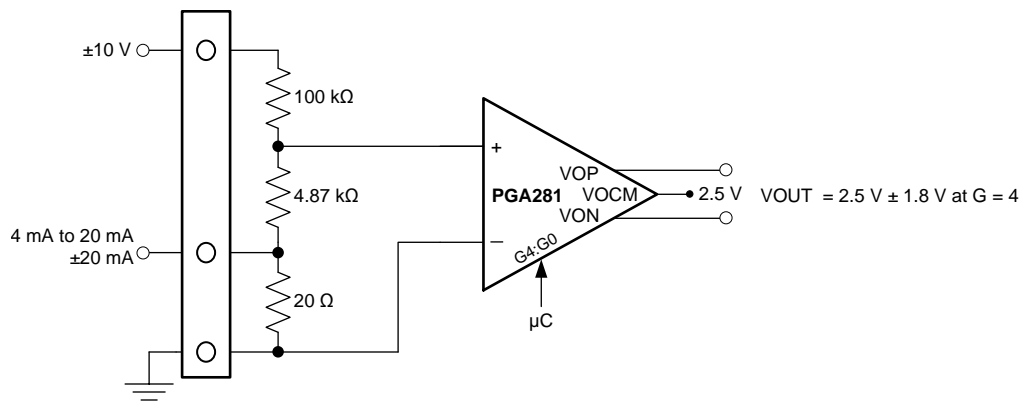 ±10 V
100 kΩ
+
VOP
PGA281
VOCM
2.5 V
VOUT = 2.5 V ± 1.8 V at G = 4
4.87 kΩ
VON
4 mA to 20 mA
±20 mA
−
G4:G0
20 Ω
µC